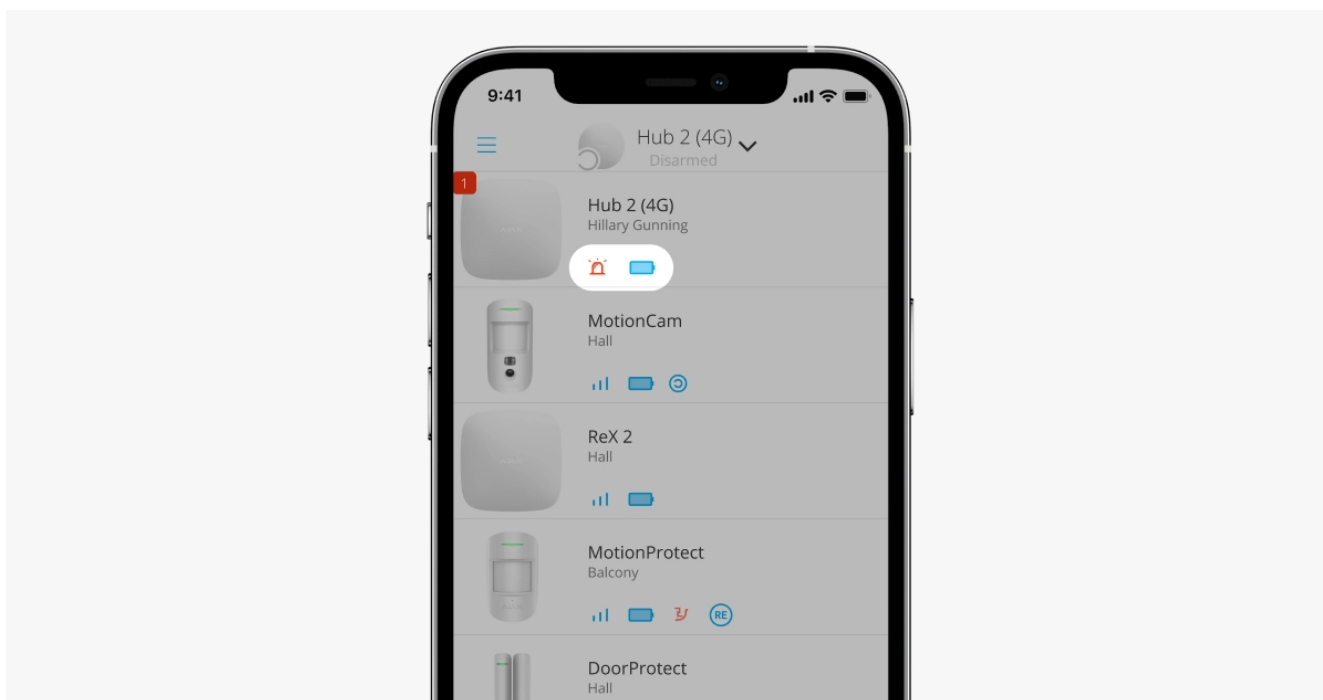 9:41
Hub 2 (4G)
Disarmed
1
Hub 2 (4G)
Hillary Gunning
MotionCam
Hall
ReX 2
Hall
MotionProtect
Balcony
RE
DoorProtect
Hall